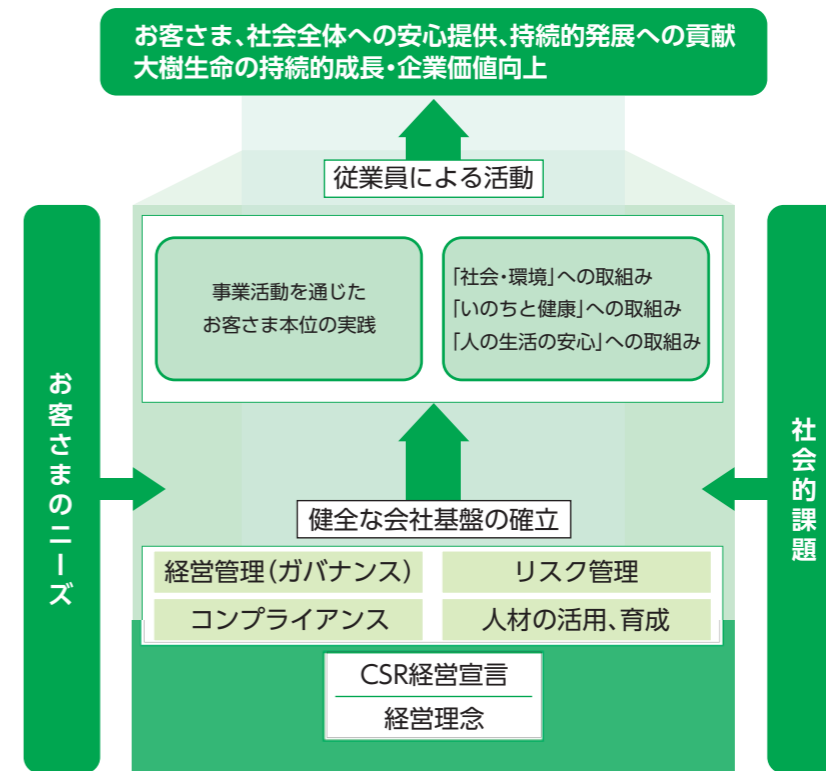 お客さま、社会全体への安心提供、持続的発展への貢献
大樹生命の持続的成長・企業価値向上
従業員による活動
事業活動を通じた
お客さま本位の実践
「社会・環境」への取組み
「いのちと健康」への取組み
「人の生活の安心」への取組み
お客さまのニーズ
社会的課題
健全な会社基盤の確立
経営管理(ガバナンス)
リスク管理
コンプライアンス
人材の活用、育成
CSR経営宣言
経営理念